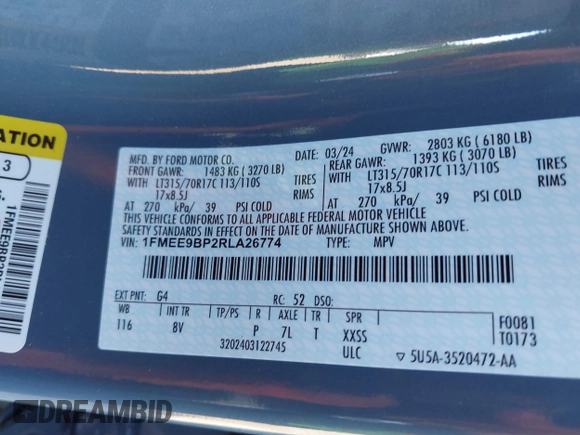 ATION
3
1FMEE9BP2R
MFD. BY FORD MOTOR CO.
03/24
GVWR: 2803 KG ( 6180 LB)
FRONT GAWR: 1483 KG ( 3270 LB)
REAR GAWR: 1393 KG ( 3070 LB)
WITH LT315/70R17C 113/110S TIRES
17x8.5J RIMS
AT 270 kPa/ 39 PSI COLD
WITH LT315/70R17C 113/110S TIRES
17x8.5J RIMS
AT 270 kPa/ 39 PSI COLD
THIS VEHICLE CONFORMS TO ALL APPLICABLE FEDERAL MOTOR VEHICLE
SAFETY STANDARDS IN EFFECT ON THE DATE OF MANUFACTURE SHOWN ABOVE.
VIN: 1FMEE9BP2RLA26774
TYPE: MPV
EXT PNT: G4 RC: 52 DSO:
WB INT TR TP/PS R AXLE TR SPR
116 8V P 7L T XXSS
F0081
T0173
3202403122745 ULC ▽ 5U5A-3520472-AA
DREAMBID